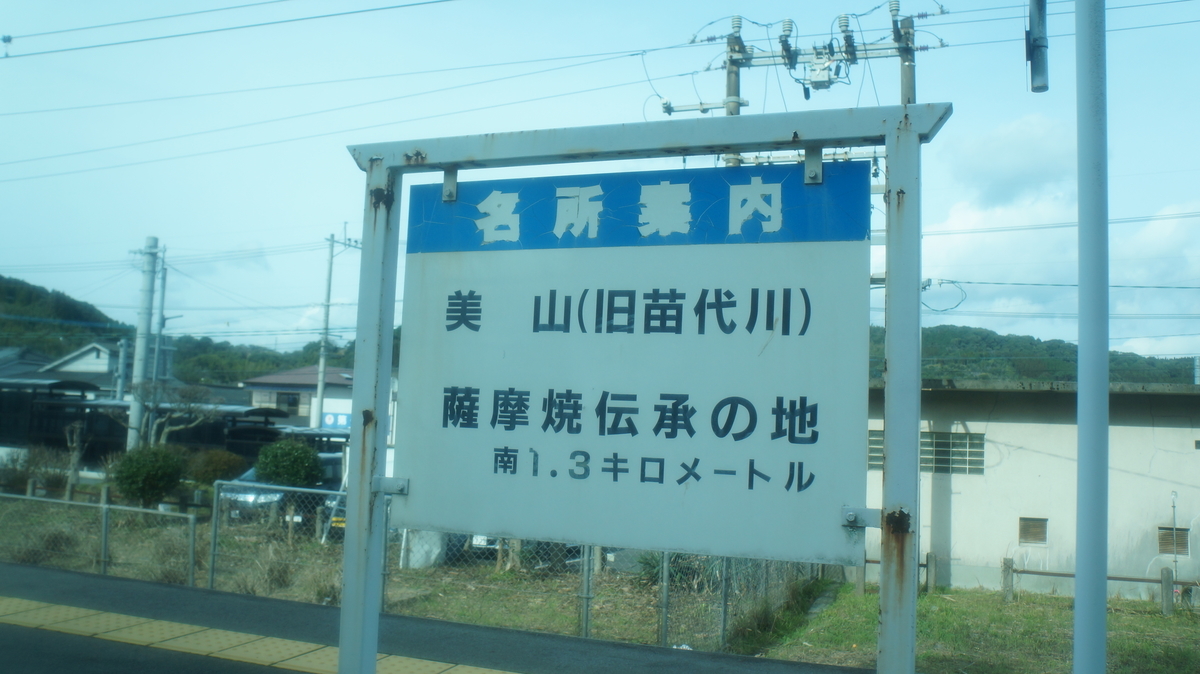 名所案内
美　山(旧苗代川)
薩摩焼伝承の地
南1.3キロメートル